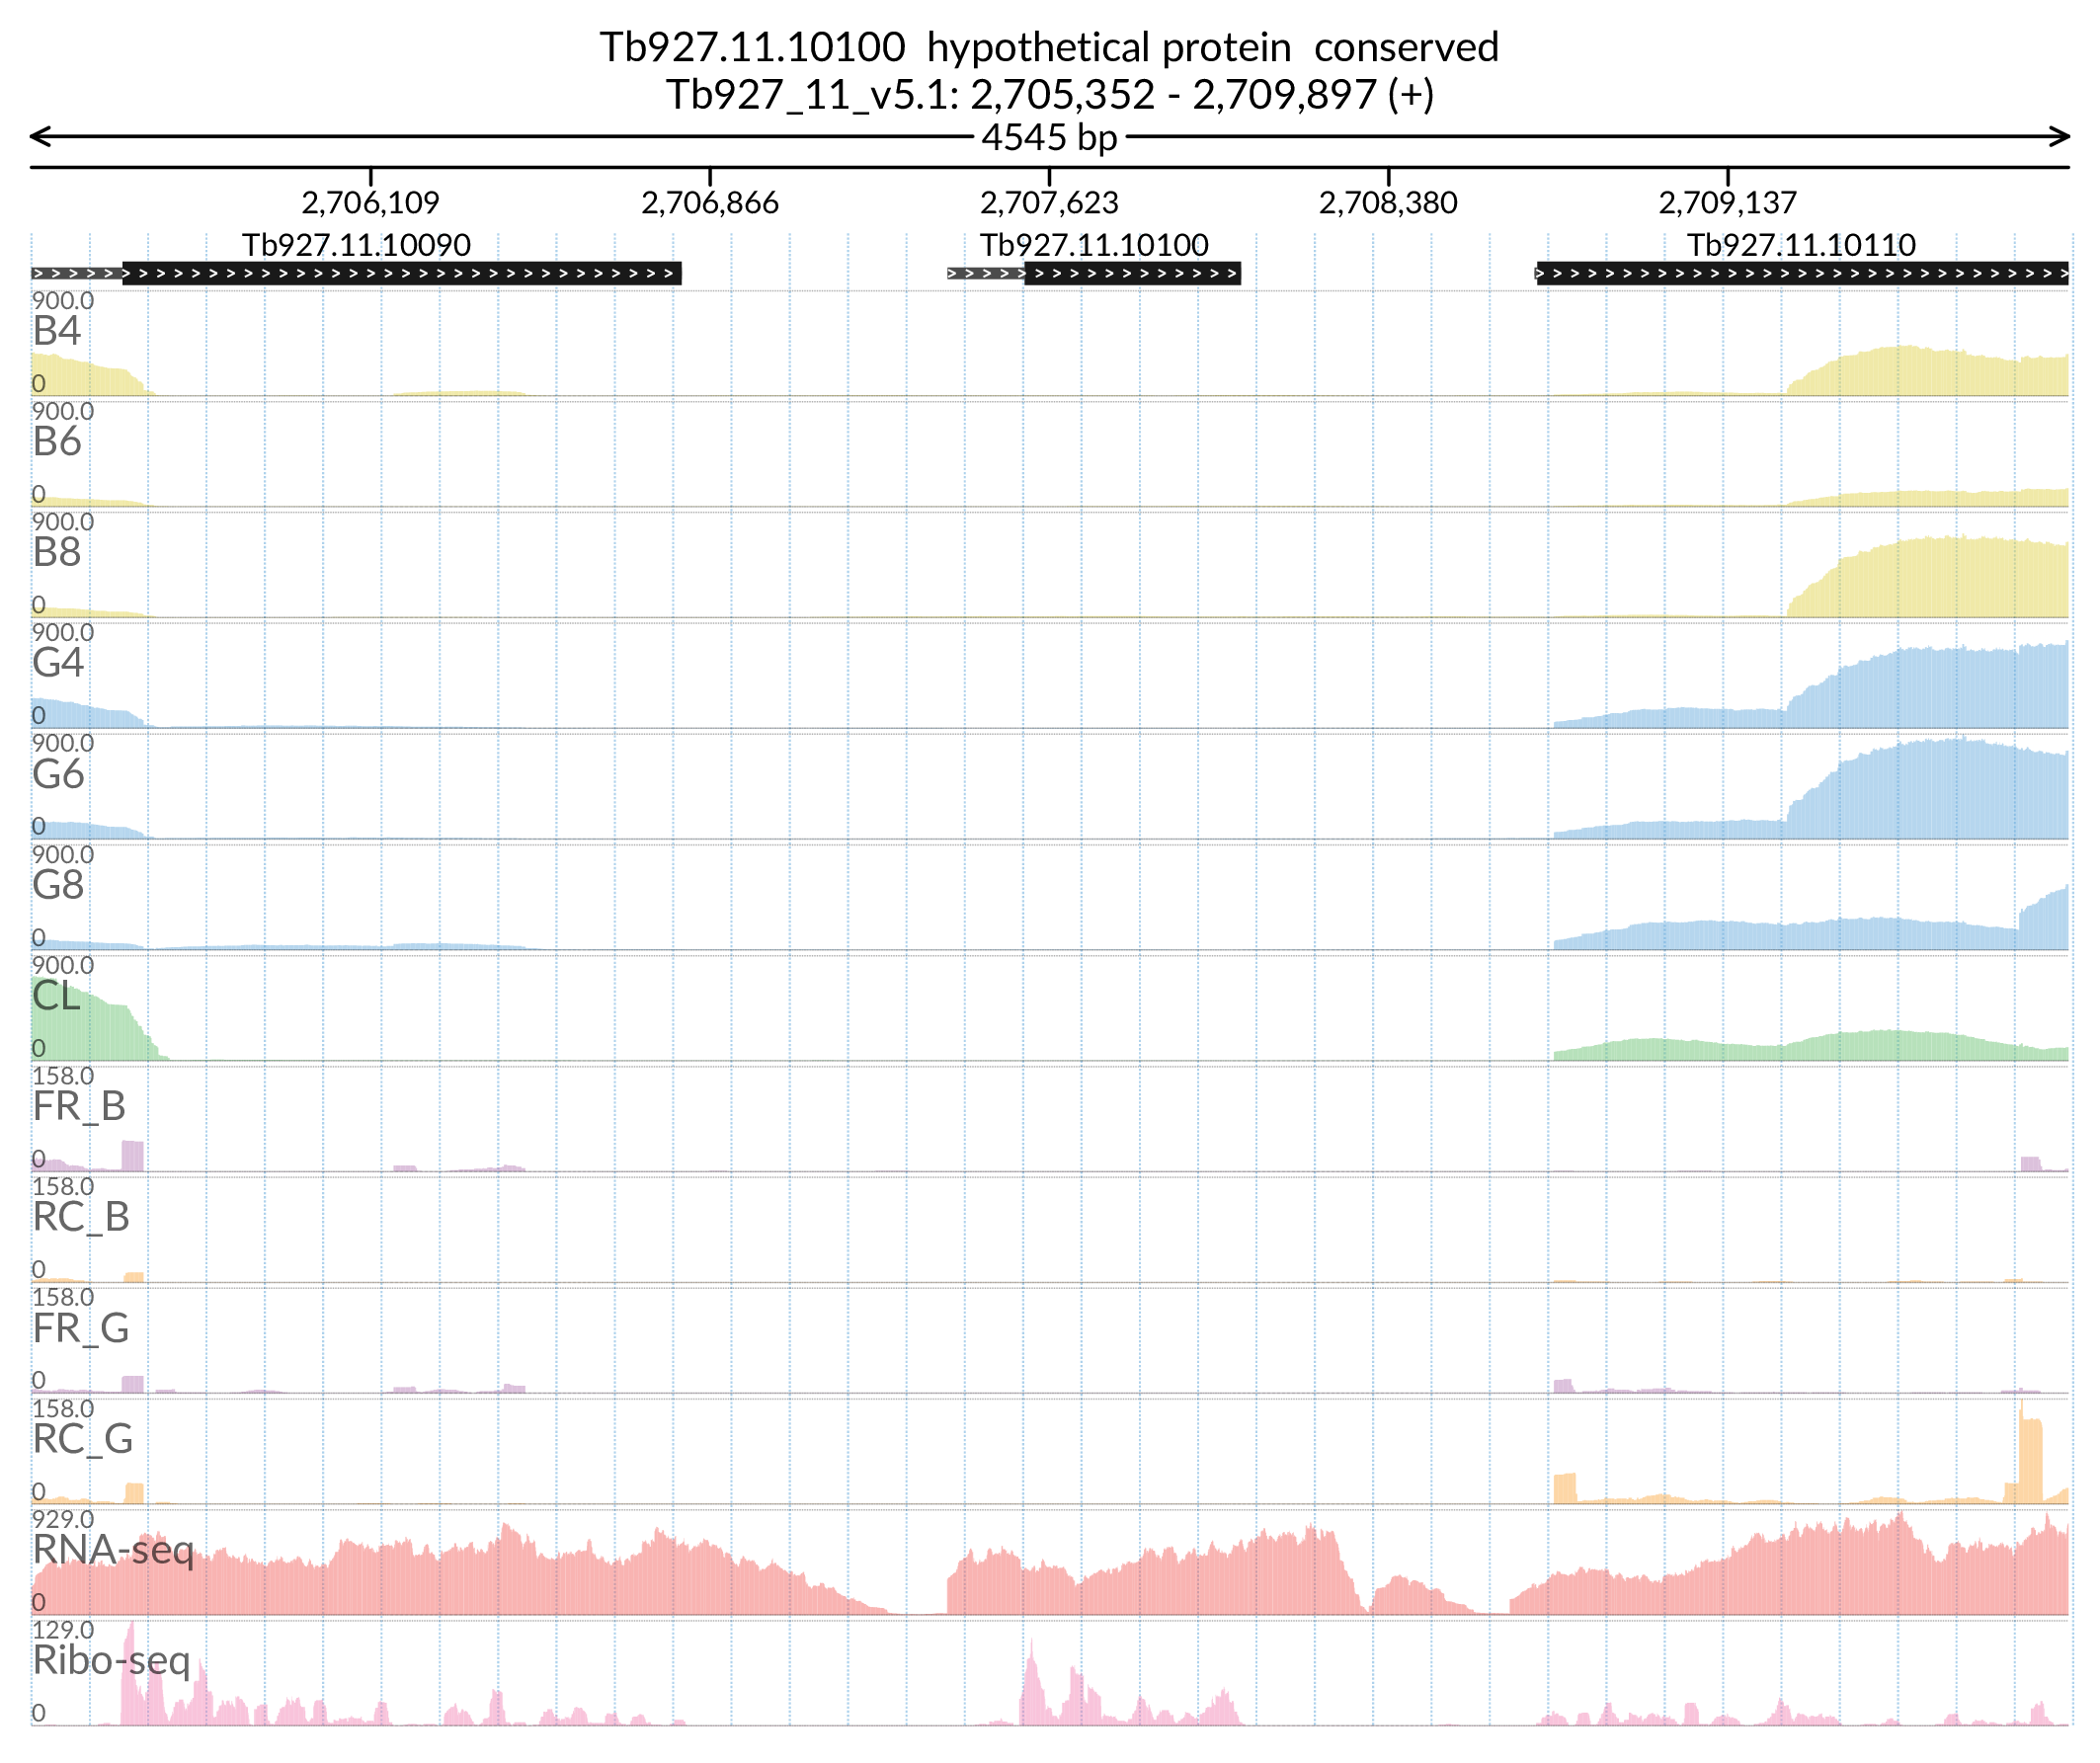 Tb927.11.10100  hypothetical protein  conserved
Tb927_11_v5.1: 2,705,352 - 2,709,897 (+)
4545 bp
2,706,109 2,706,866 2,707,623 2,708,380 2,709,137
Tb927.11.10090 Tb927.11.10100 Tb927.11.10110
900.0
B4
0
900.0
B6
0
900.0
B8
0
900.0
G4
0
900.0
G6
0
900.0
G8
0
900.0
CL
0
158.0
FR_B
0
158.0
RC_B
0
158.0
FR_G
0
158.0
RC_G
0
929.0
RNA-seq
0
129.0
Ribo-seq
0